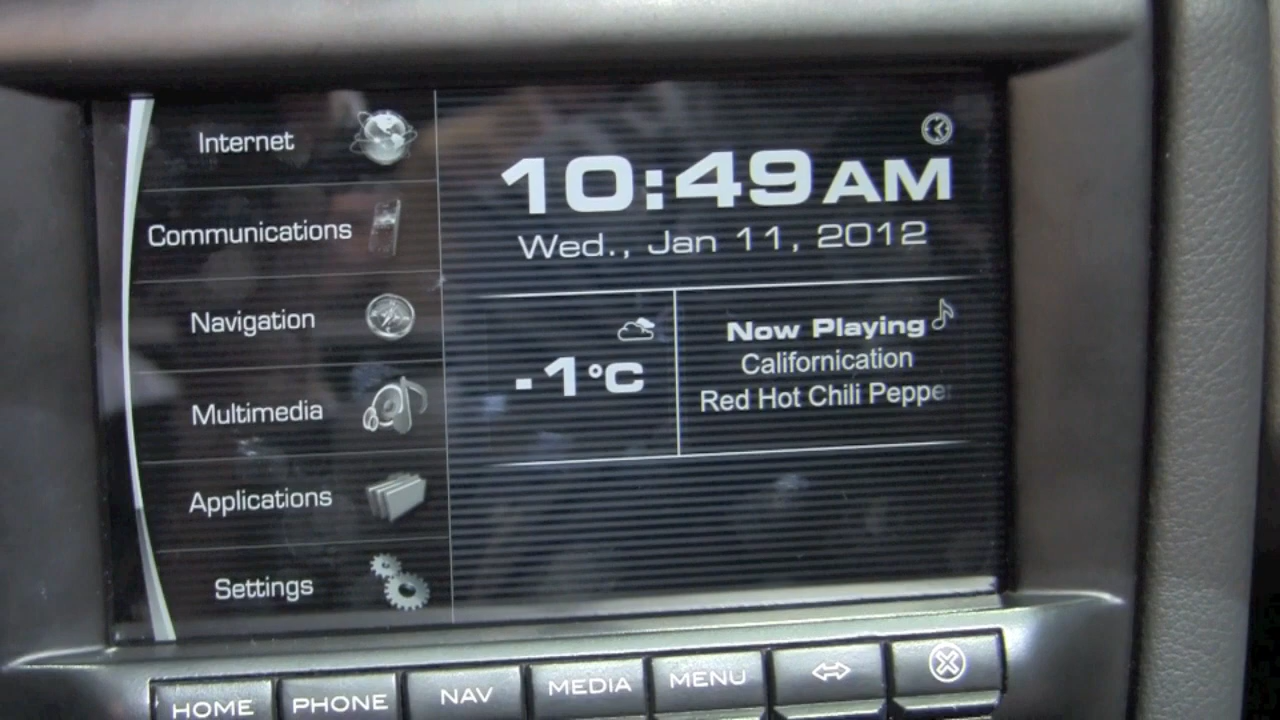 Internet
Communications
Navigation
Multimedia
Applications
Settings
10:49 AM
Wed., Jan 11, 2012
-1°C
Now Playing
Californication
Red Hot Chili Peppe
HOME
PHONE
NAV
MEDIA
MENU